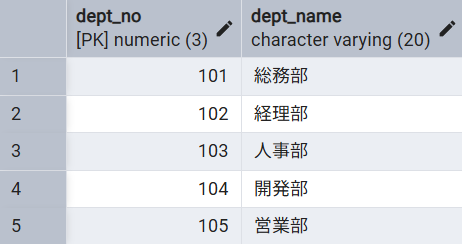 dept_no dept_name
[PK] numeric (3) character varying (20)
1 101 総務部
2 102 経理部
3 103 人事部
4 104 開発部
5 105 営業部